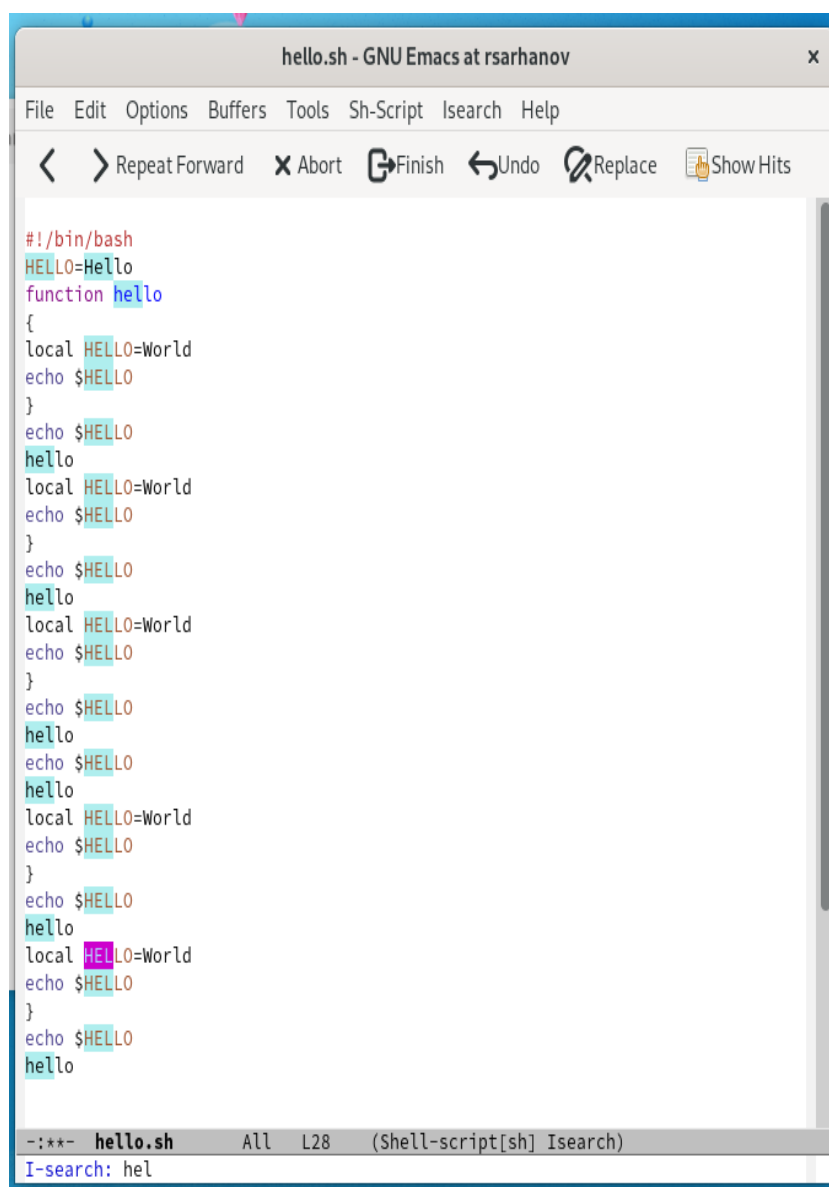 hello.sh - GNU Emacs at rsarhanov x
File Edit Options Buffers Tools Sh-Script Isearch Help
Repeat Forward Abort Finish Undo Replace Show Hits
#!/bin/bash
HELLO=Hello
function hello
{
local HELLO=World
echo $HELLO
}
echo $HELLO
hello
local HELLO=World
echo $HELLO
}
echo $HELLO
hello
local HELLO=World
echo $HELLO
}
echo $HELLO
hello
echo $HELLO
hello
local HELLO=World
echo $HELLO
}
echo $HELLO
hello
local HELLO=World
echo $HELLO
}
echo $HELLO
hello
-:**- hello.sh All L28 (Shell-script[sh] Isearch)
I-search: hel